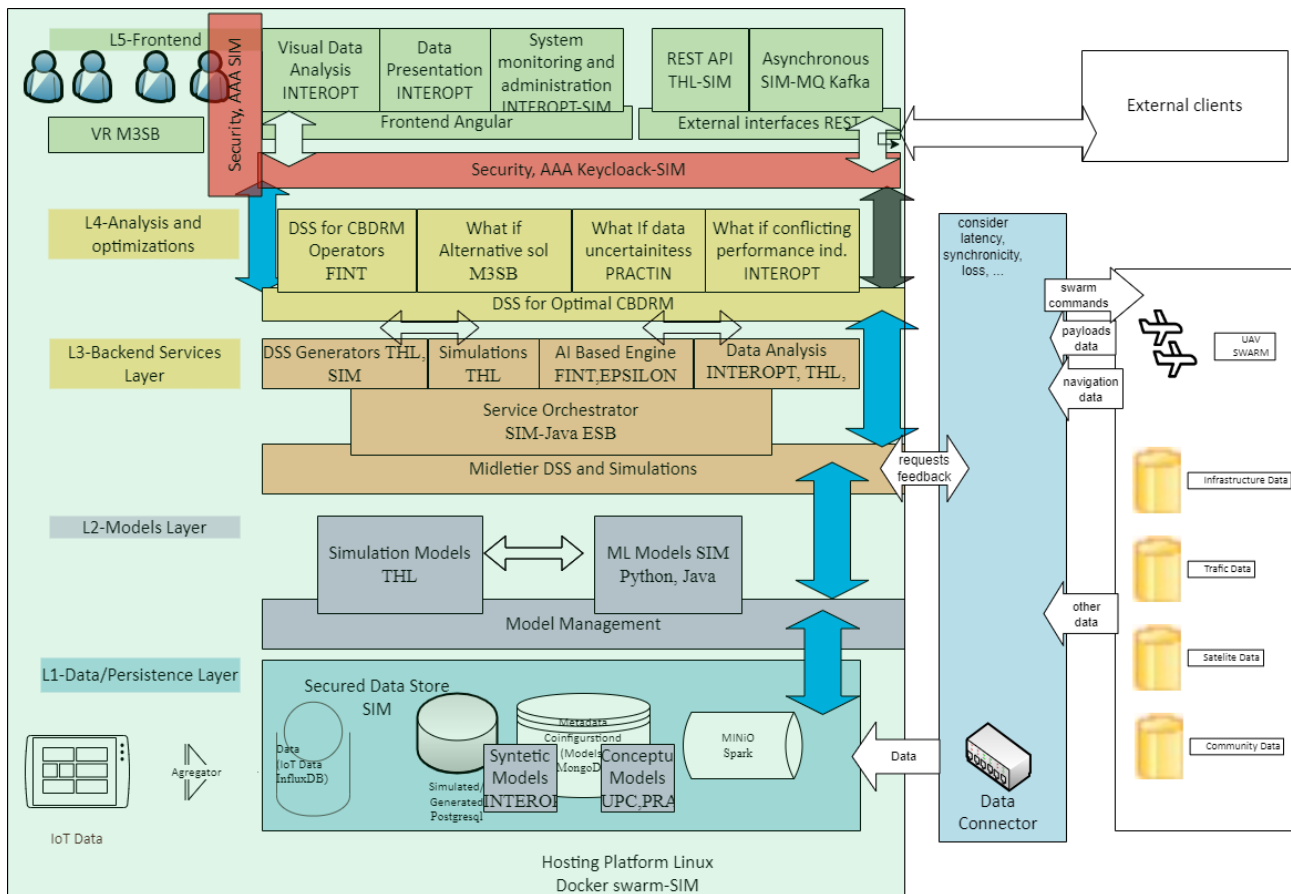 L5-Frontend
VR M3SB
Security, AAA SIM
Visual Data
Analysis
INTEROPT
Data
Presentation
INTEROPT
System
monitoring and
administration
INTEROPT-SIM
Frontend Angular
REST API
THL-SIM
Asynchronous
SIM-MQ Kafka
External interfaces REST
External clients
Security, AAA Keycloack-SIM
L4-Analysis and
optimizations
DSS for CBDRM
Operators
FINT
What if
Alternative sol
M3SB
What If data
uncertainitess
PRACTIN
What if conflicting
performance ind.
INTEROPT
DSS for Optimal CBDRM
consider
latency,
synchronicity,
loss, ...
swarm
commands
payloads
data
navigation
data
UAV
SWARM
L3-Backend Services
Layer
DSS Generators THL,
SIM
Simulations
THL
AI Based Engine
FINT,EPSILON
Data Analysis
INTEROPT, THL,
Service Orchestrator
SIM-Java ESB
Midletier DSS and Simulations
requests
feedback
Infrastructure Data
L2-Models Layer
Simulation Models
THL
ML Models SIM
Python, Java
Model Management
Trafic Data
other
data
Satelite Data
Community Data
L1-Data/Persistence Layer
Secured Data Store
SIM
Data
(IoT Data
InfluxDB)
Simulated/
Generated
Postgresql
Metadata
Coinfigurstiond
(Models
MongoD
Syntetic
Models
INTEROP
Conceptu
Models
UPC,PRA
MINiO
Spark
Data
Data
Connector
Agregator
IoT Data
Hosting Platform Linux
Docker swarm-SIM